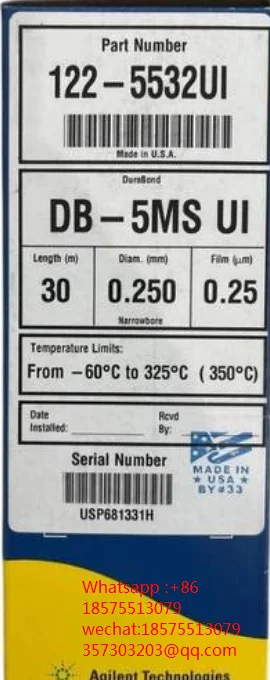 Part Number
122-5532UI
Made in U.S.A.
DuraBond
DB-5MS UI
Length (m) Diam. (mm) Film (µm)
30 0.250 0.25
Narrowbore
Temperature Limits:
From -60°C to 325°C (350°C)
Date Installed: Rcvd By:
Serial Number
USP681331H
MADE IN
USA
BY #33
Whatsapp :+86
18575513079
wechat:18575513079
357303203@qq.com
Agilent Technologies